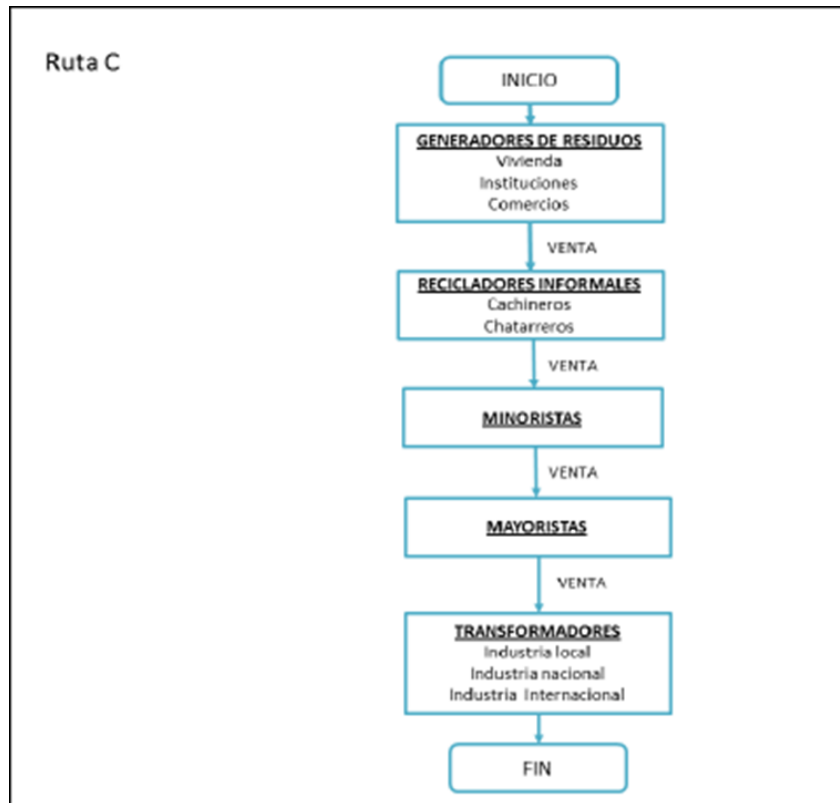 Ruta C
INICIO
GENERADORES DE RESIDUOS
Vivienda
Instituciones
Comercios
VENTA
RECICLADORES INFORMALES
Cachineros
Chatarreros
VENTA
MINORISTAS
VENTA
MAYORISTAS
VENTA
TRANSFORMADORES
Industria local
Industria nacional
Industria Internacional
FIN